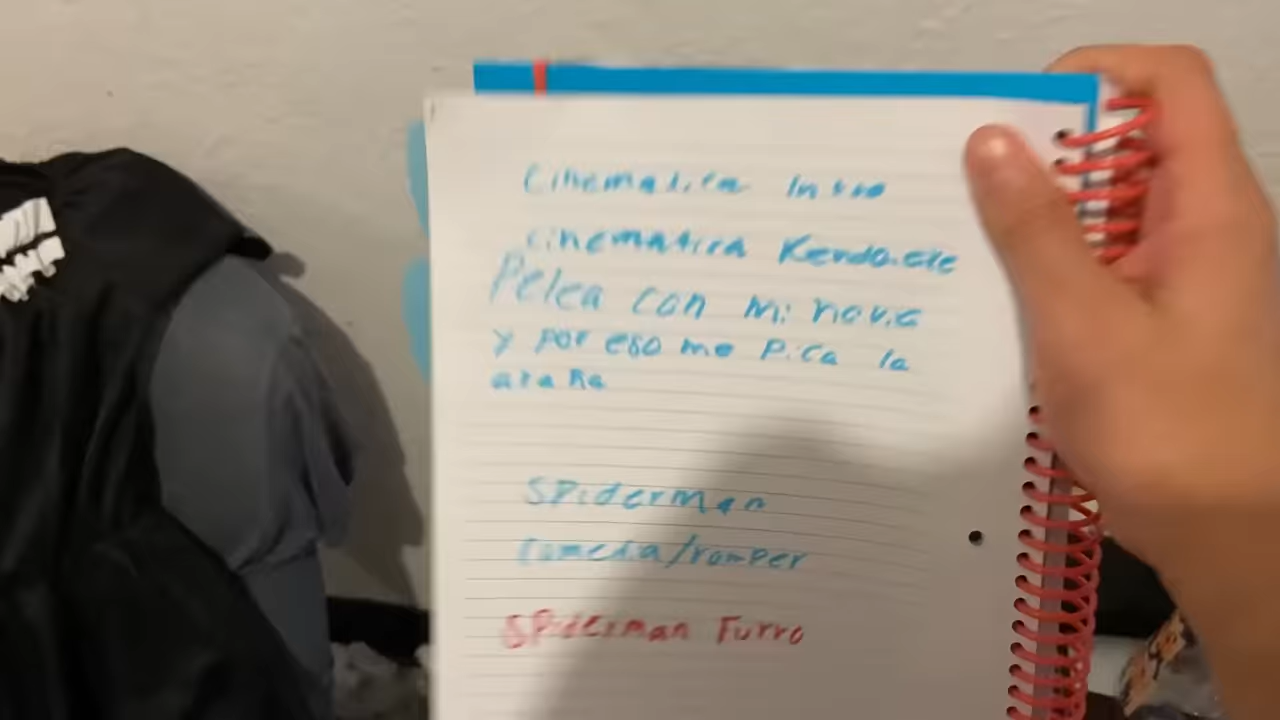 cinematica Intro
cinematica
Pelea con mi novia
y por eso me pica la
araña
Spiderman
comedia/romper
Spiderman Furro